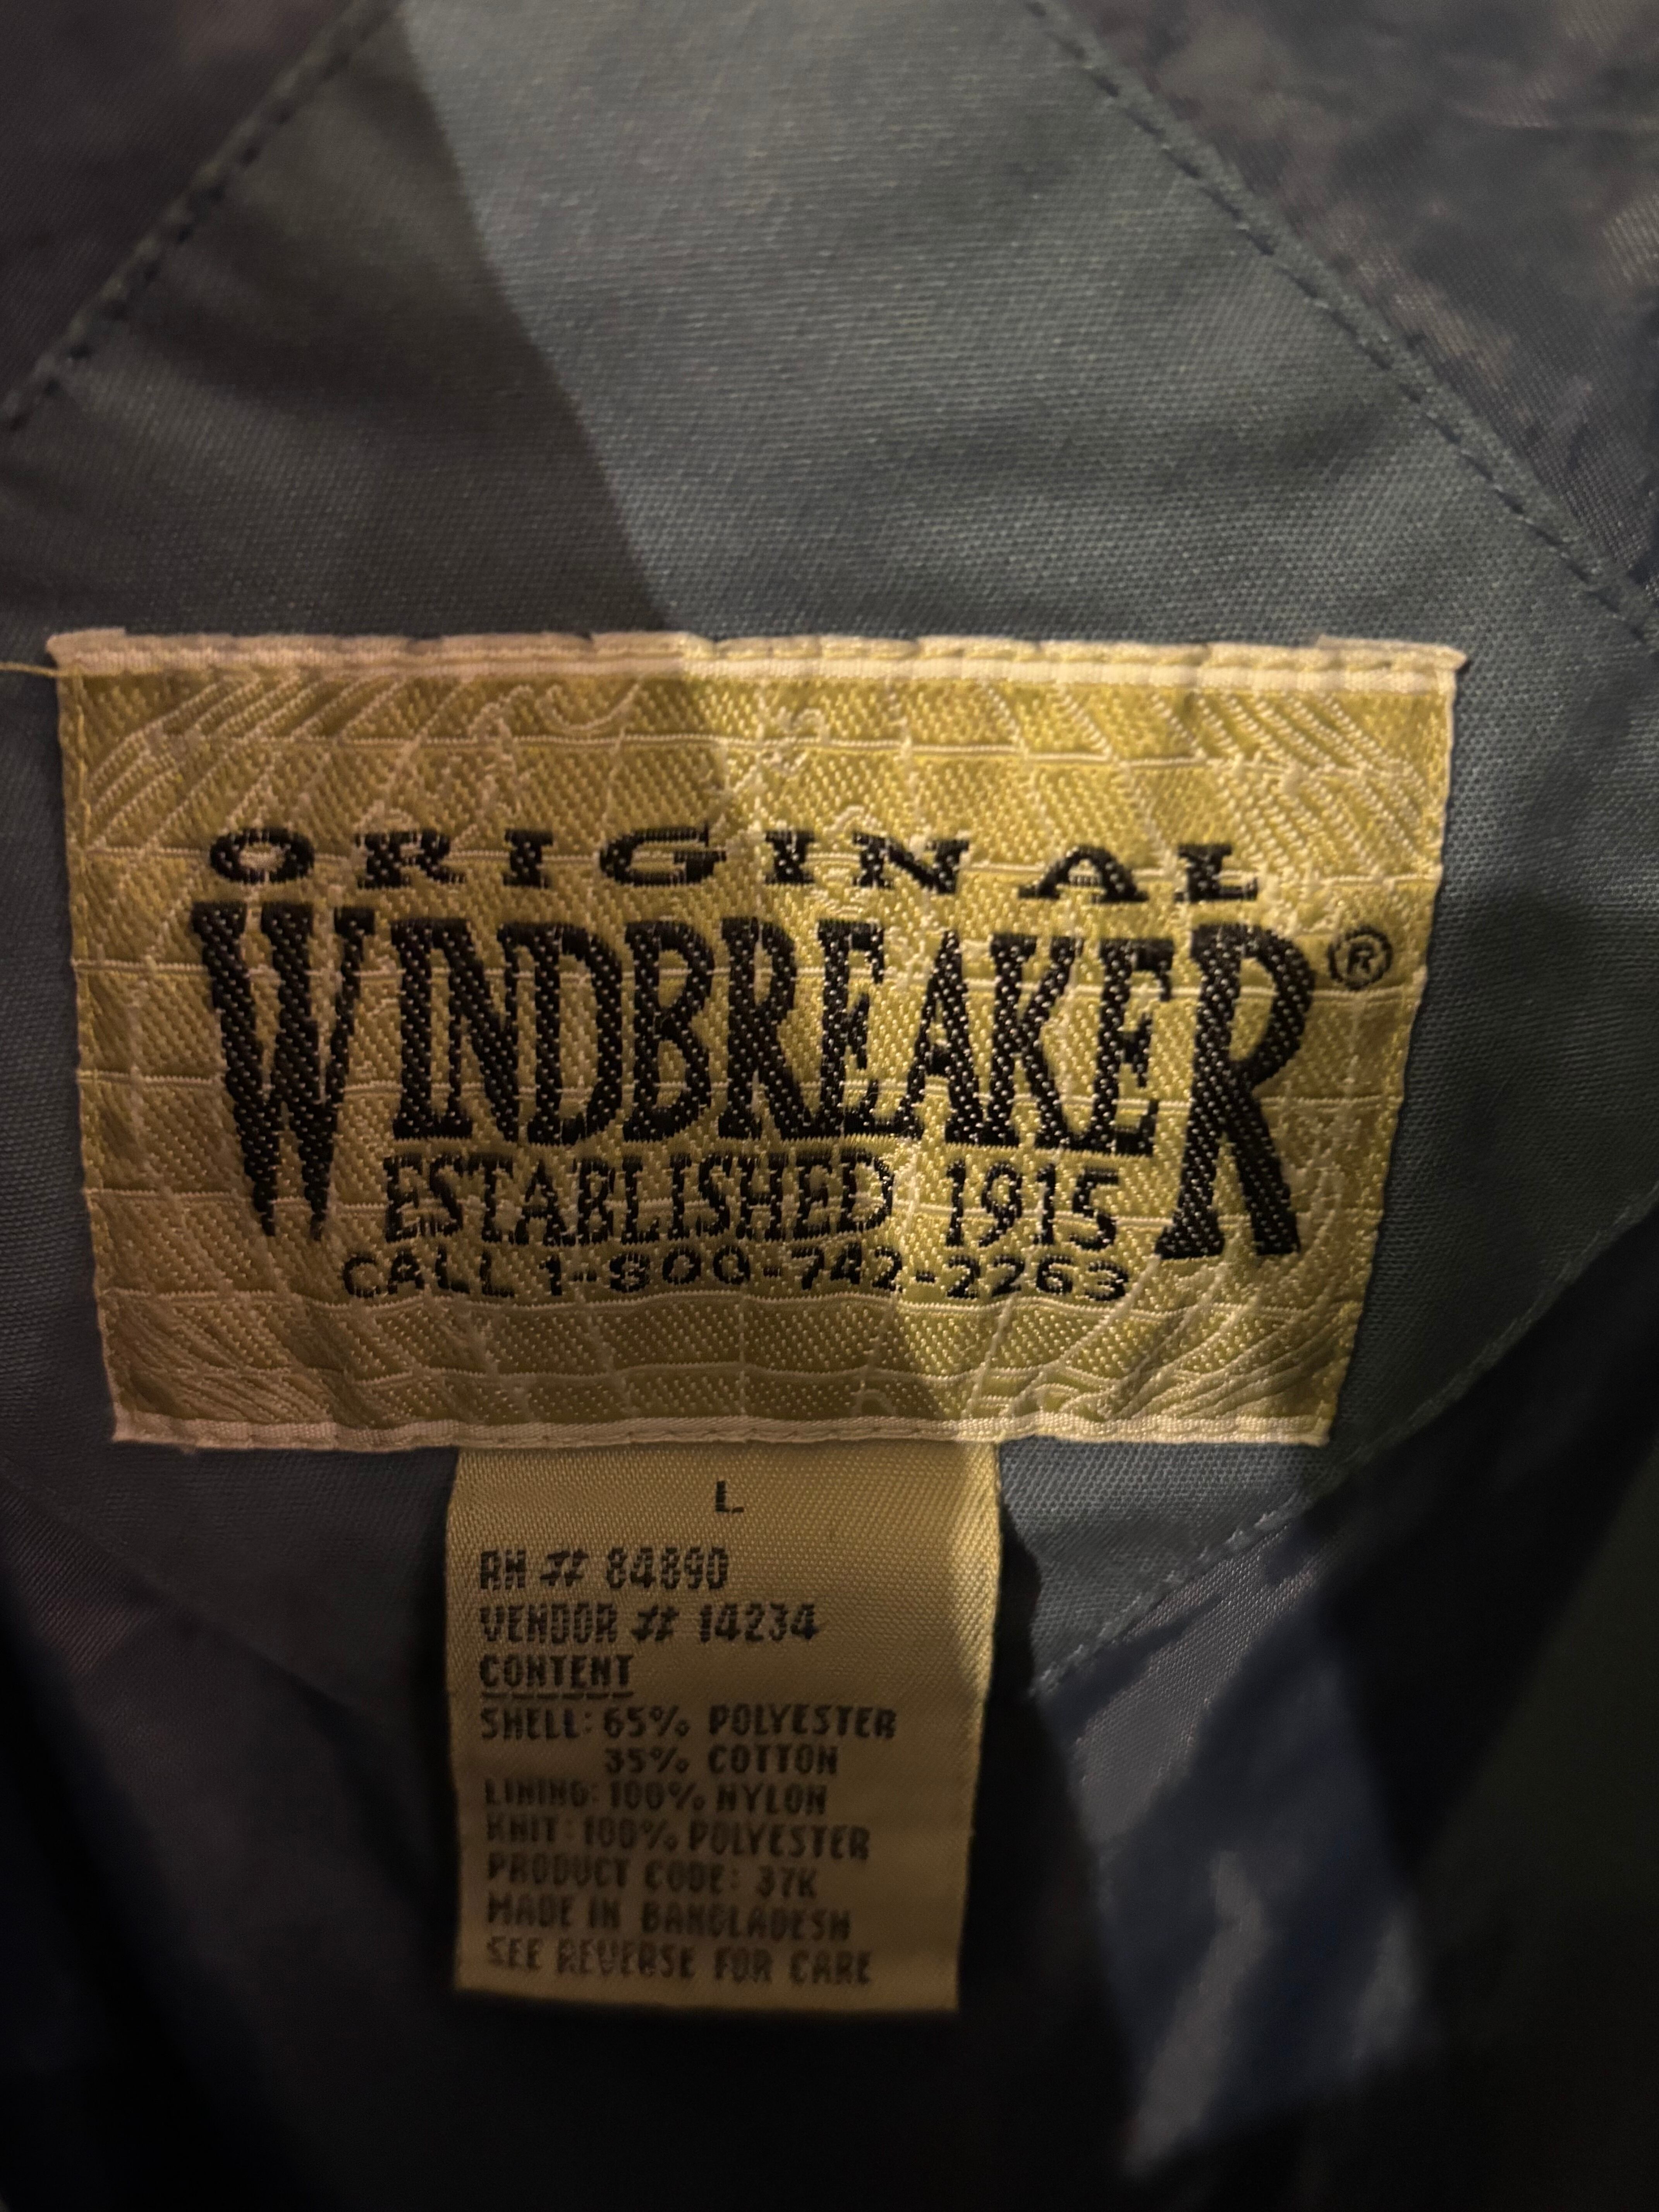 ORIGINAL
WINDBREAKER®
ESTABLISHED 1915
CALL 1-800-742-2263
L
RN # 84890
VENDOR # 14234
CONTENT
SHELL: 65% POLYESTER
35% COTTON
LINING: 100% NYLON
KNIT: 100% POLYESTER
PRODUCT CODE: 37K
MADE IN BANGLADESH
SEE REVERSE FOR CARE